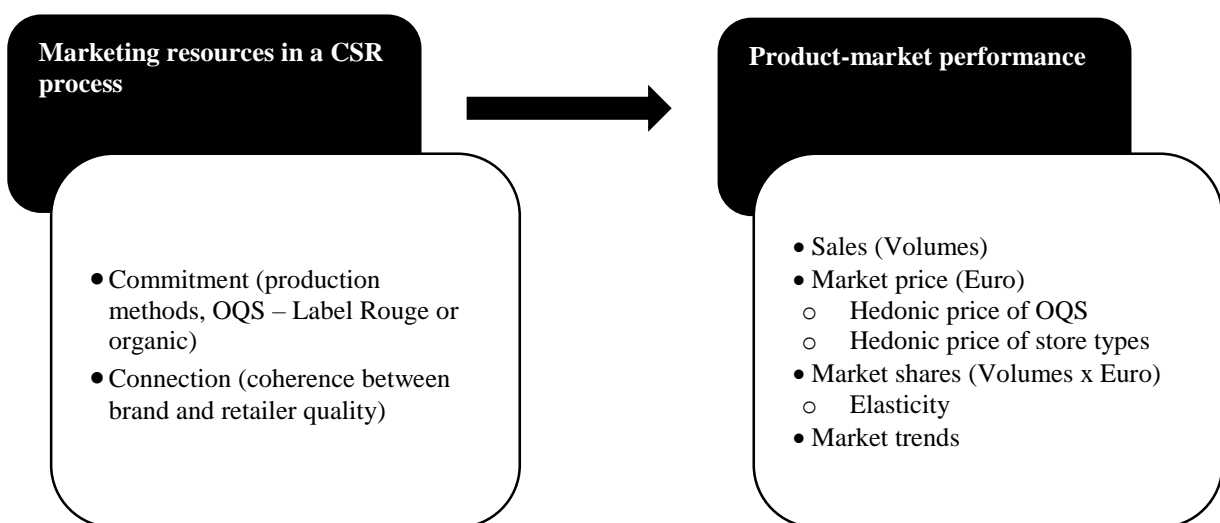 Marketing resources in a CSR
process
• Commitment (production
methods, OQS – Label Rouge or
organic)
• Connection (coherence between
brand and retailer quality)
Product-market performance
• Sales (Volumes)
• Market price (Euro)
o Hedonic price of OQS
o Hedonic price of store types
• Market shares (Volumes x Euro)
o Elasticity
• Market trends